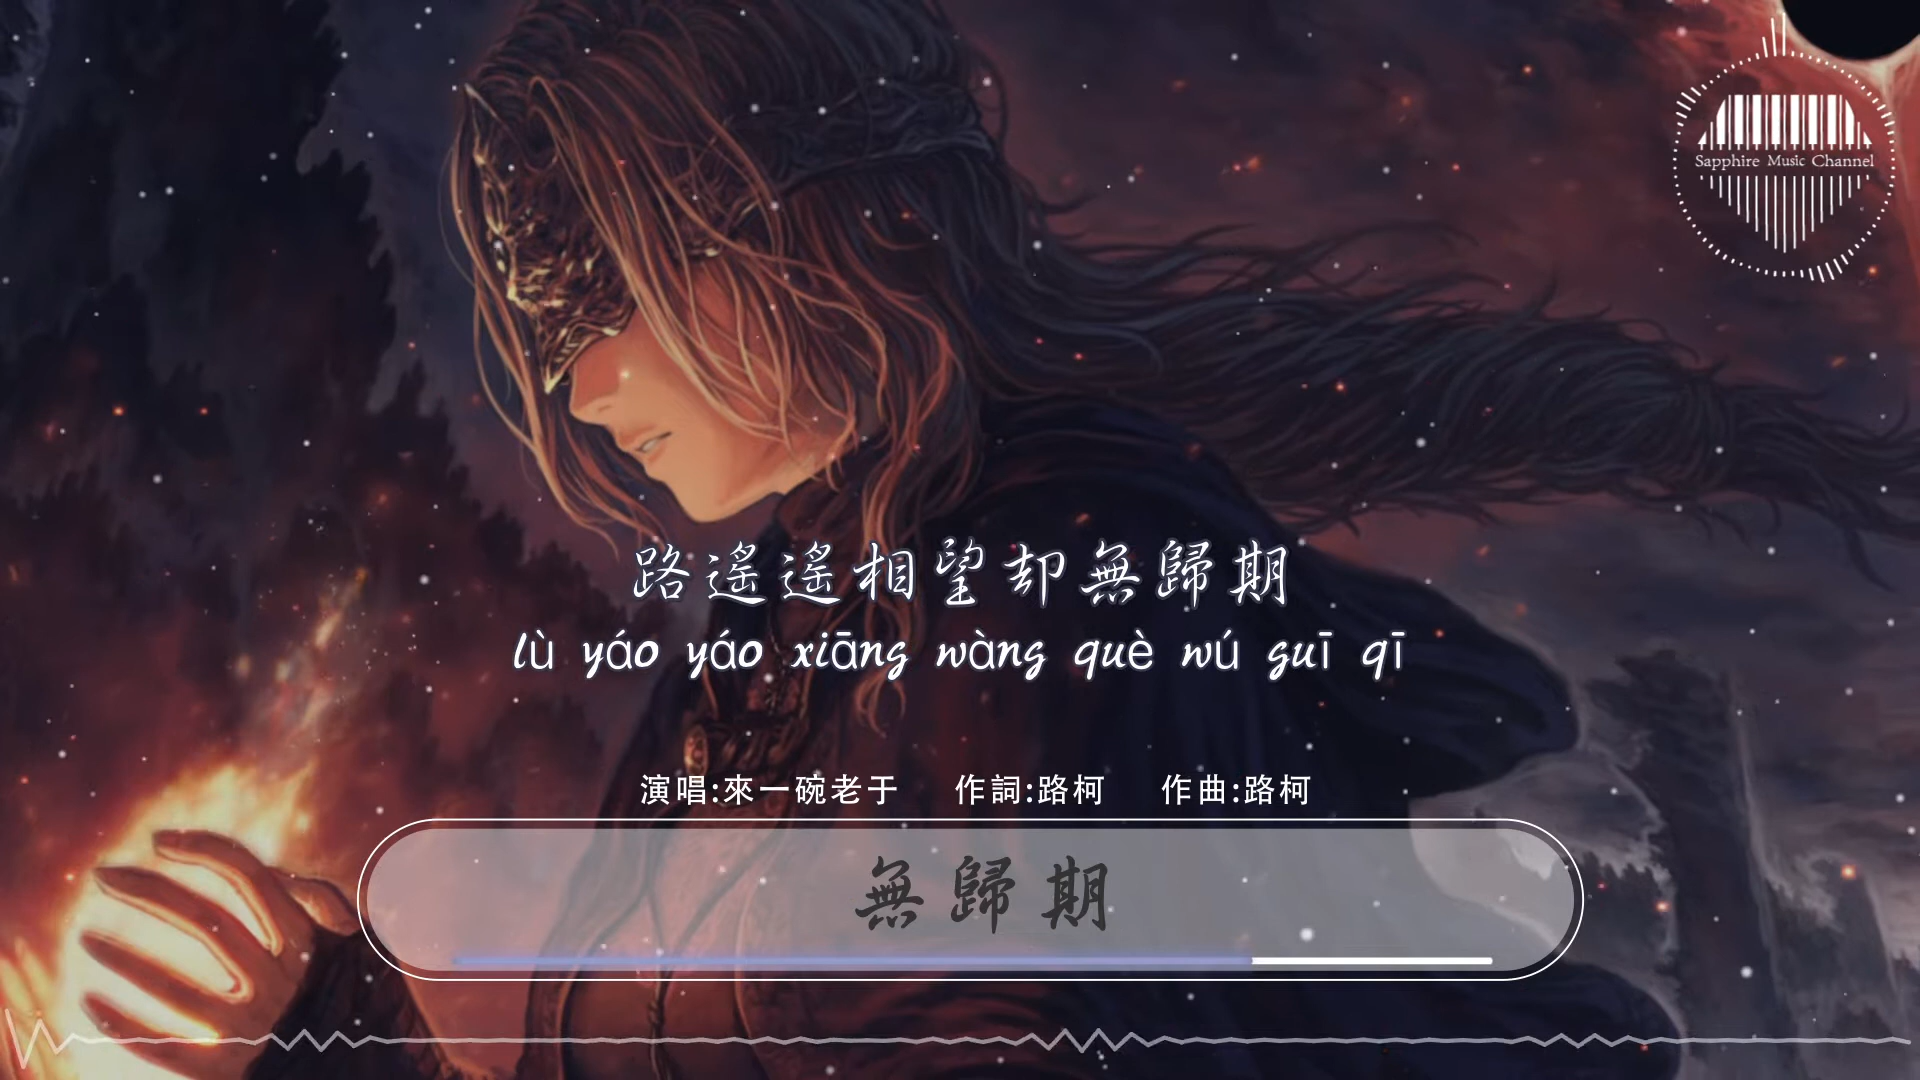 Sapphire Music Channel
路遙遙相望却無歸期
lù yáo yáo xiāng wàng què wú guī qī
演唱:來一碗老于 作詞:路柯 作曲:路柯
無歸期